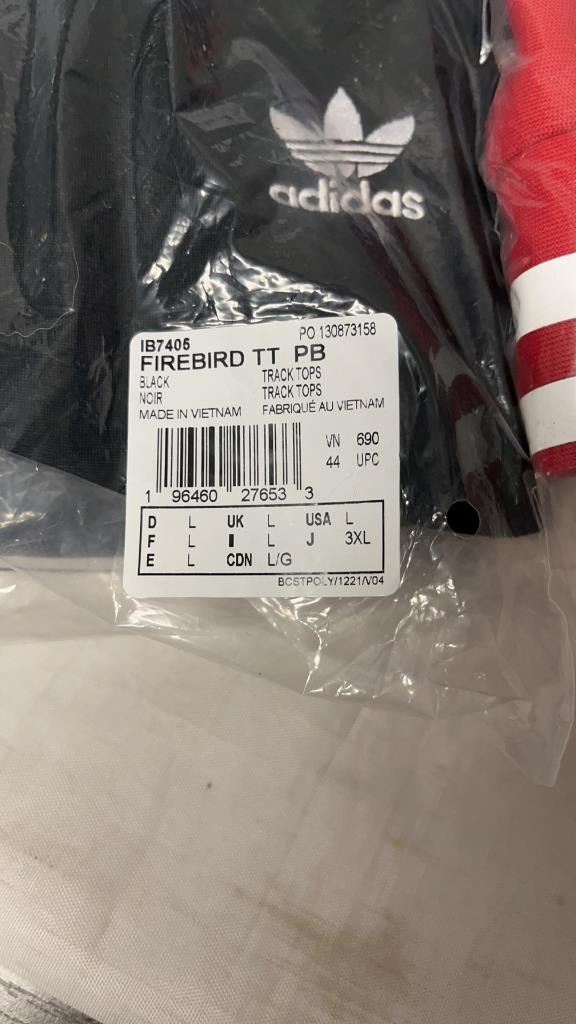 adidas
IB7405 PO 130873158
FIREBIRD TT PB
BLACK TRACK TOPS
NOIR TRACK TOPS
MADE IN VIETNAM FABRIQUÉ AU VIETNAM
VN 690
44 UPC
1 96460 27653 3
D L UK L USA L
F L I L J 3XL
E L CDN L/G
BCSTPOLY/1221/V04